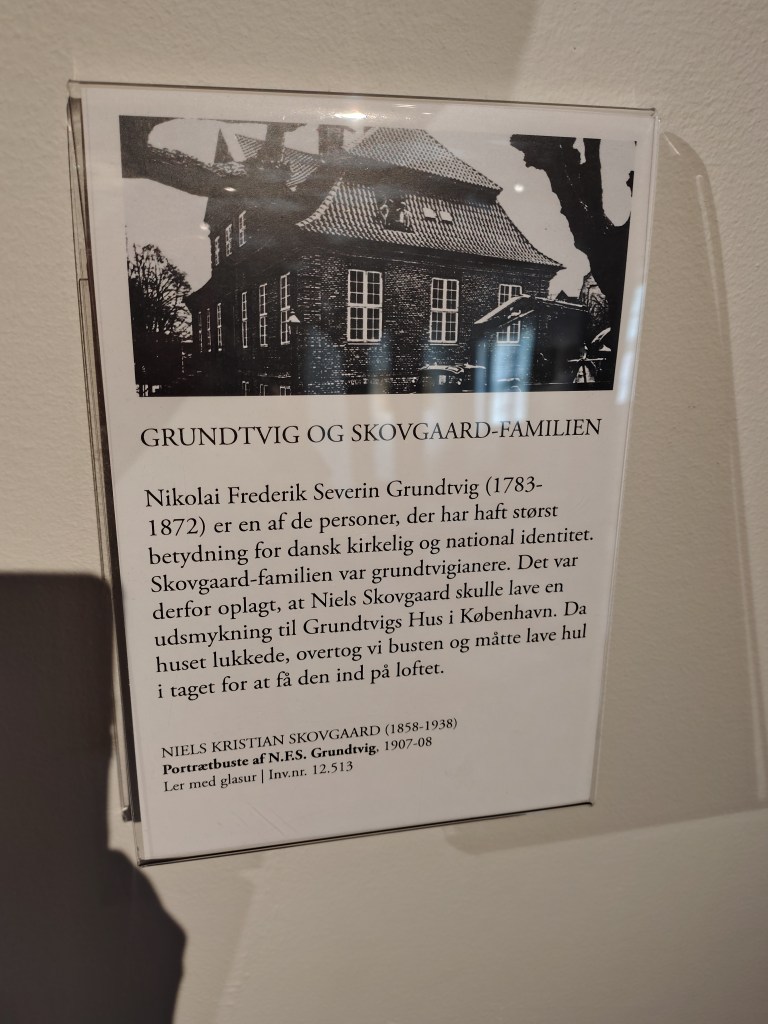 GRUNDTVIG OG SKOVGAARD-FAMILIEN
Nikolai Frederik Severin Grundtvig (1783-
1872) er en af de personer, der har haft størst
betydning for dansk kirkelig og national identitet.
Skovgaard-familien var grundtvigianere. Det var
derfor oplagt, at Niels Skovgaard skulle lave en
udsmykning til Grundtvigs Hus i København. Da
huset lukkede, overtog vi busten og måtte lave hul
i taget for at få den ind på loftet.
NIELS KRISTIAN SKOVGAARD (1858-1938)
Portrætbuste af N.F.S. Grundtvig, 1907-08
Ler med glasur | Inv.nr. 12.513